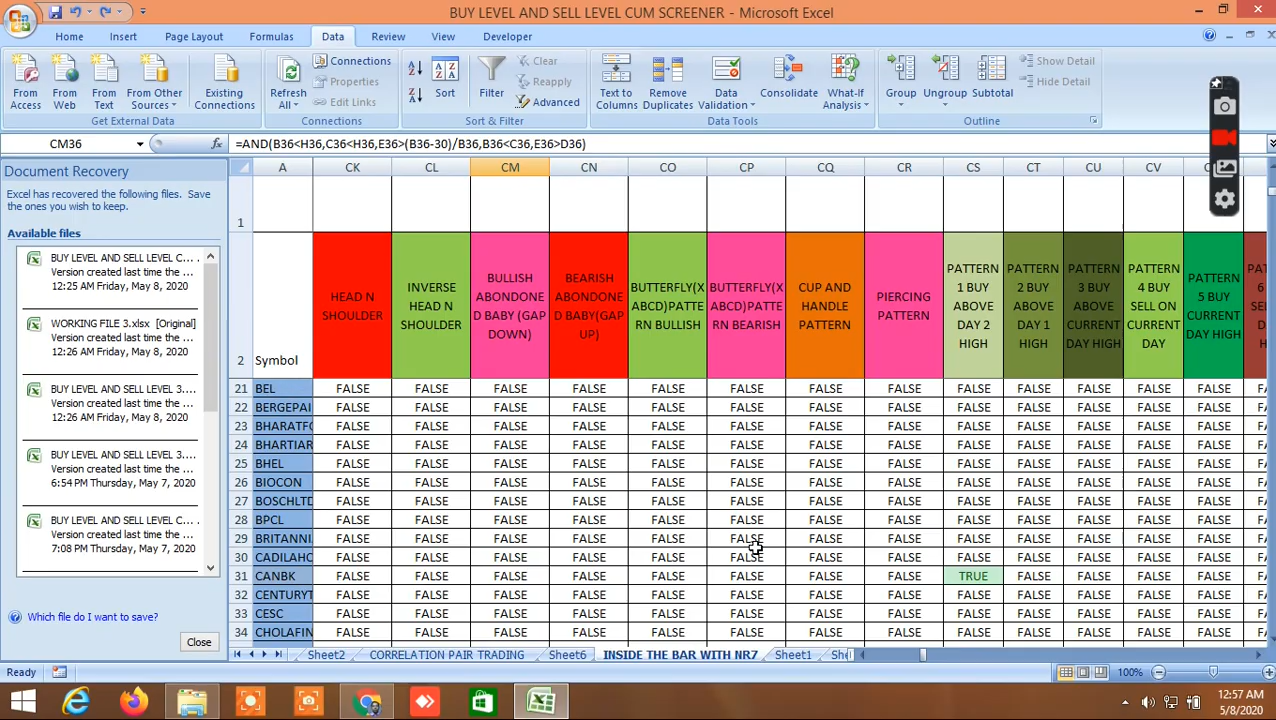 BUY LEVEL AND SELL LEVEL CUM SCREENER - Microsoft Excel
Home Insert Page Layout Formulas Data Review View Developer
From Access
From Web
From Text
From Other Sources
Existing Connections
Get External Data
Refresh All
Connections
Properties
Edit Links
Connections
Sort
Filter
Clear
Reapply
Advanced
Sort & Filter
Text to Columns
Remove Duplicates
Data Validation
Consolidate
What-If Analysis
Data Tools
Group
Ungroup
Subtotal
Show Detail
Hide Detail
Outline
CM36 fx =AND(B36<H36,C36<H36,E36>(B36-30)/B36,B36<C36,E36>D36)
Document Recovery
Excel has recovered the following files. Save
the ones you wish to keep.
Available files
BUY LEVEL AND SELL LEVEL C... 
Version created last time the ...
12:25 AM Friday, May 8, 2020
WORKING FILE 3.xlsx [Original]
Version created last time the ...
12:26 AM Friday, May 8, 2020
BUY LEVEL AND SELL LEVEL 3....
Version created last time the ...
12:26 AM Friday, May 8, 2020
BUY LEVEL AND SELL LEVEL 3....
Version created last time the ...
6:54 PM Thursday, May 7, 2020
BUY LEVEL AND SELL LEVEL C...
Version created last time the ...
7:08 PM Thursday, May 7, 2020
Which file do I want to save?
Close
A CK CL CM CN CO CP CQ CR CS CT CU CV
1
2 Symbol
HEAD N
SHOULDER
INVERSE
HEAD N
SHOULDER
BULLISH
ABONDONE
D BABY (GAP
DOWN)
BEARISH
ABONDONE
D BABY(GAP
UP)
BUTTERFLY(X
ABCD)PATTE
RN BULLISH
BUTTERFLY(X
ABCD)PATTE
RN BEARISH
CUP AND
HANDLE
PATTERN
PIERCING
PATTERN
PATTERN
1 BUY
ABOVE
DAY 2
HIGH
PATTERN
2 BUY
ABOVE
DAY 1
HIGH
PATTERN
3 BUY
ABOVE
CURRENT
DAY HIGH
PATTERN
4 BUY
SELL ON
CURRENT
DAY
PATTERN
5 BUY
CURRENT
DAY HIGH
21 BEL FALSE FALSE FALSE FALSE FALSE FALSE FALSE FALSE FALSE FALSE FALSE FALSE FALSE
22 BERGEPAI FALSE FALSE FALSE FALSE FALSE FALSE FALSE FALSE FALSE FALSE FALSE FALSE FALSE
23 BHARATFO FALSE FALSE FALSE FALSE FALSE FALSE FALSE FALSE FALSE FALSE FALSE FALSE FALSE
24 BHARTIAR FALSE FALSE FALSE FALSE FALSE FALSE FALSE FALSE FALSE FALSE FALSE FALSE FALSE
25 BHEL FALSE FALSE FALSE FALSE FALSE FALSE FALSE FALSE FALSE FALSE FALSE FALSE FALSE
26 BIOCON FALSE FALSE FALSE FALSE FALSE FALSE FALSE FALSE FALSE FALSE FALSE FALSE FALSE
27 BOSCHLTD FALSE FALSE FALSE FALSE FALSE FALSE FALSE FALSE FALSE FALSE FALSE FALSE FALSE
28 BPCL FALSE FALSE FALSE FALSE FALSE FALSE FALSE FALSE FALSE FALSE FALSE FALSE FALSE
29 BRITANNI FALSE FALSE FALSE FALSE FALSE FALSE FALSE FALSE FALSE FALSE FALSE FALSE FALSE
30 CADILAHC FALSE FALSE FALSE FALSE FALSE FALSE FALSE FALSE FALSE FALSE FALSE FALSE FALSE
31 CANBK FALSE FALSE FALSE FALSE FALSE FALSE FALSE FALSE TRUE FALSE FALSE FALSE FALSE
32 CENTURYT FALSE FALSE FALSE FALSE FALSE FALSE FALSE FALSE FALSE FALSE FALSE FALSE FALSE
33 CESC FALSE FALSE FALSE FALSE FALSE FALSE FALSE FALSE FALSE FALSE FALSE FALSE FALSE
34 CHOLAFIN FALSE FALSE FALSE FALSE FALSE FALSE FALSE FALSE FALSE FALSE FALSE FALSE FALSE
Sheet2 CORRELATION PAIR TRADING Sheet6 INSIDE THE BAR WITH NR7 Sheet1
Ready 100%
12:57 AM
5/8/2020